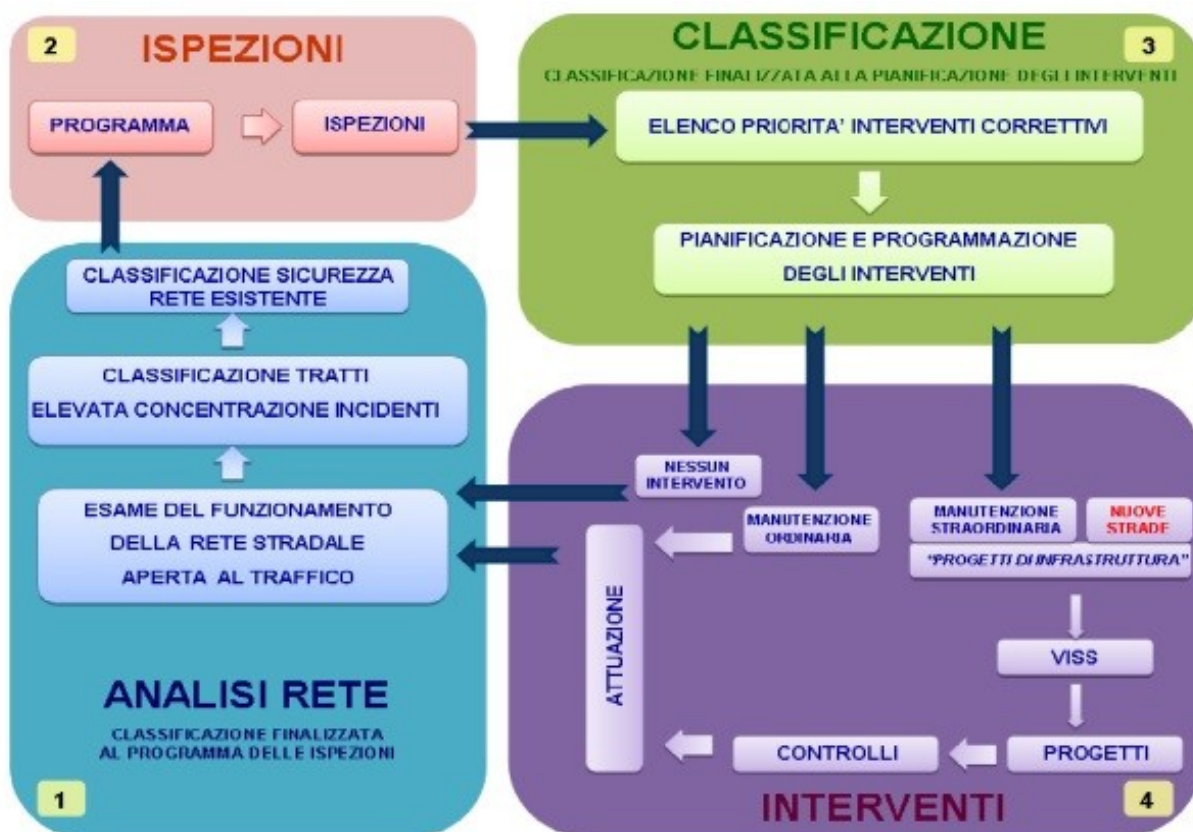 2
ISPEZIONI
PROGRAMMA
ISPEZIONI
CLASSIFICAZIONE
3
CLASSIFICAZIONE FINALIZZATA ALLA PIANIFICAZIONE DEGLI INTERVENTI
ELENCO PRIORITA' INTERVENTI CORRETTIVI
PIANIFICAZIONE E PROGRAMMAZIONE
DEGLI INTERVENTI
CLASSIFICAZIONE SICUREZZA
RETE ESISTENTE
CLASSIFICAZIONE TRATTI
ELEVATA CONCENTRAZIONE INCIDENTI
ESAME DEL FUNZIONAMENTO
DELLA RETE STRADALE
APERTA AL TRAFFICO
ANALISI RETE
CLASSIFICAZIONE FINALIZZATA
AL PROGRAMMA DELLE ISPEZIONI
1
NESSUN
INTERVENTO
MANUTENZIONE
ORDINARIA
MANUTENZIONE
STRAORDINARIA
NUOVE
STRADE
"PROGETTI DI INFRASTRUTTURA"
ATTUAZIONE
VISS
PROGETTI
CONTROLLI
INTERVENTI
4